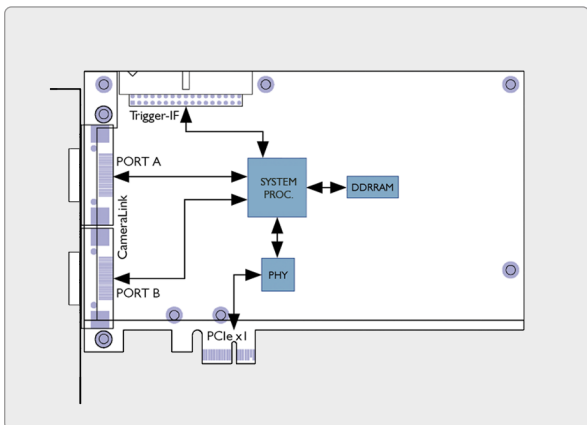 Trigger-IF
PORT A
SYSTEM
PROC.
DDRRAM
CameraLink
PHY
PORT B
PCIe x1